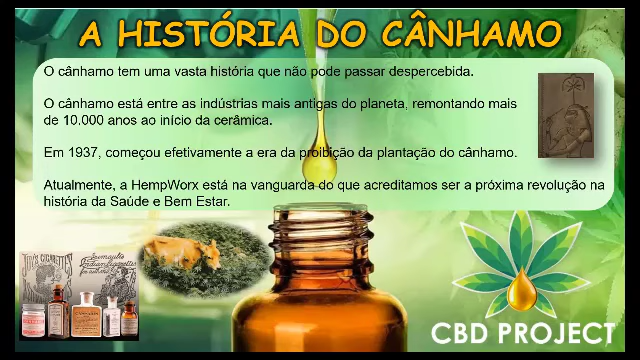 A HISTÓRIA DO CÂNHAMO
O cânhamo tem uma vasta história que não pode passar despercebida.
O cânhamo está entre as indústrias mais antigas do planeta, remontando mais
de 10.000 anos ao início da cerâmica.
Em 1937, começou efetivamente a era da proibição da plantação do cânhamo.
Atualmente, a HempWorx está na vanguarda do que acreditamos ser a próxima revolução na
história da Saúde e Bem Estar.
CBD PROJECT